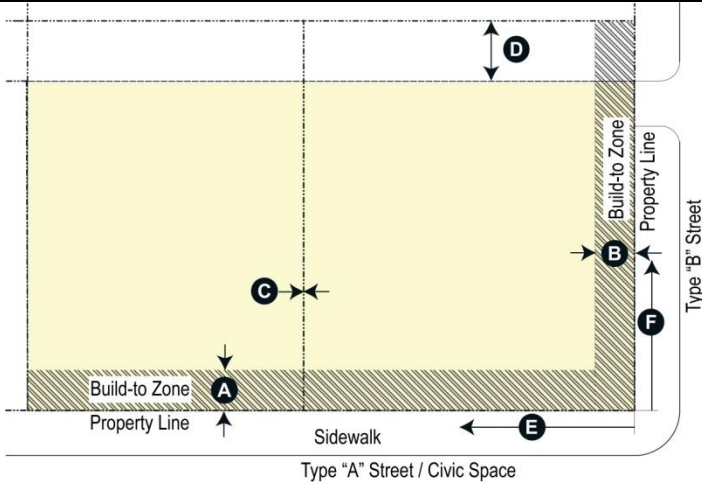 D
Build-to Zone
Property Line
B
Type "B" Street
C
F
Build-to Zone
A
Property Line
E
Sidewalk
Type "A" Street / Civic Space